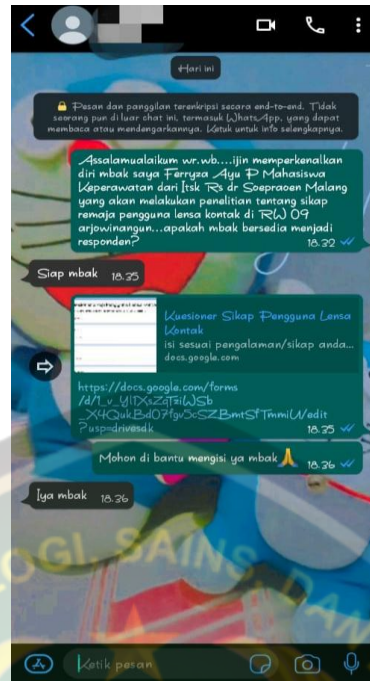 Hari ini
Pesan dan panggilan terenkripsi secara end-to-end. Tidak
seorang pun di luar chat ini, termasuk WhatsApp, yang dapat
membaca atau mendengarkannya. Ketuk untuk info selengkapnya.
Assalamualaikum wr.wb....ijin memperkenalkan
diri mbak saya Ferryza Ayu P Mahasiswa
Keperawatan dari Itsk Rs dr Soepraoen Malang
yang akan melakukan penelitian tentang sikap
remaja pengguna lensa kontak di RW 09
arjowinangun...apakah mbak bersedia menjadi
responden?
18.32
Siap mbak 18.35
Kuesioner Sikap Pengguna Lensa
Kontak
isi sesuai pengalaman/sikap anda...
docs.google.com
https://docs.google.com/forms
?usp=drivesdk
18.35
Mohon di bantu mengisi ya mbak🙏 18.36
Iya mbak 18.36
OGI, SAINS, DAN
Ketik pesan